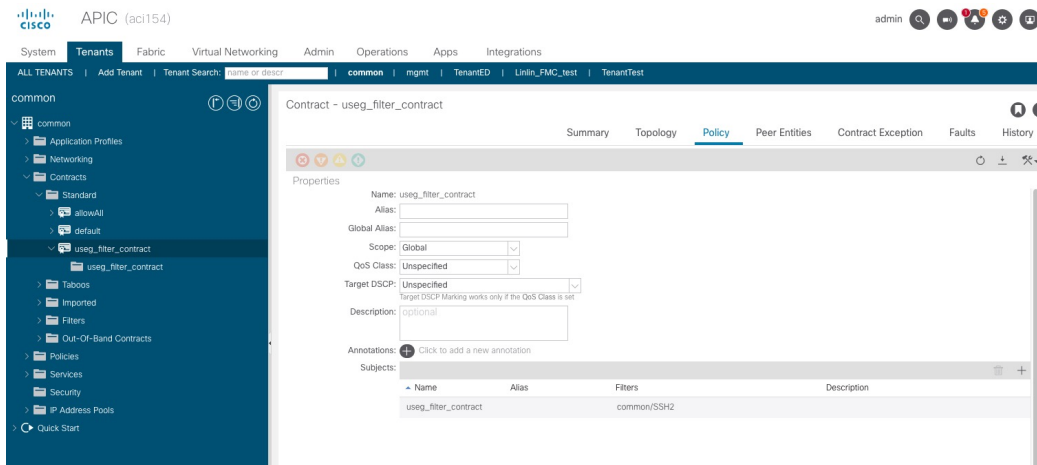 cisco
APIC (aci154)
admin
System Tenants Fabric Virtual Networking Admin Operations Apps Integrations
ALL TENANTS | Add Tenant | Tenant Search: name or descr | common | mgmt | TenantED | Linlin_FMC_test | TenantTest
common
common
Application Profiles
Networking
Contracts
Standard
allowAll
default
useg_filter_contract
useg_filter_contract
Taboos
Imported
Filters
Out-Of-Band Contracts
Policies
Services
Security
IP Address Pools
Quick Start
Contract - useg_filter_contract
Summary Topology Policy Peer Entities Contract Exception Faults History
Properties
Name: useg_filter_contract
Alias:
Global Alias:
Scope: Global
QoS Class: Unspecified
Target DSCP: Unspecified
Target DSCP Marking works only if the QoS Class is set
Description: optional
Annotations: Click to add a new annotation
Subjects:
Name Alias Filters Description
useg_filter_contract common/SSH2